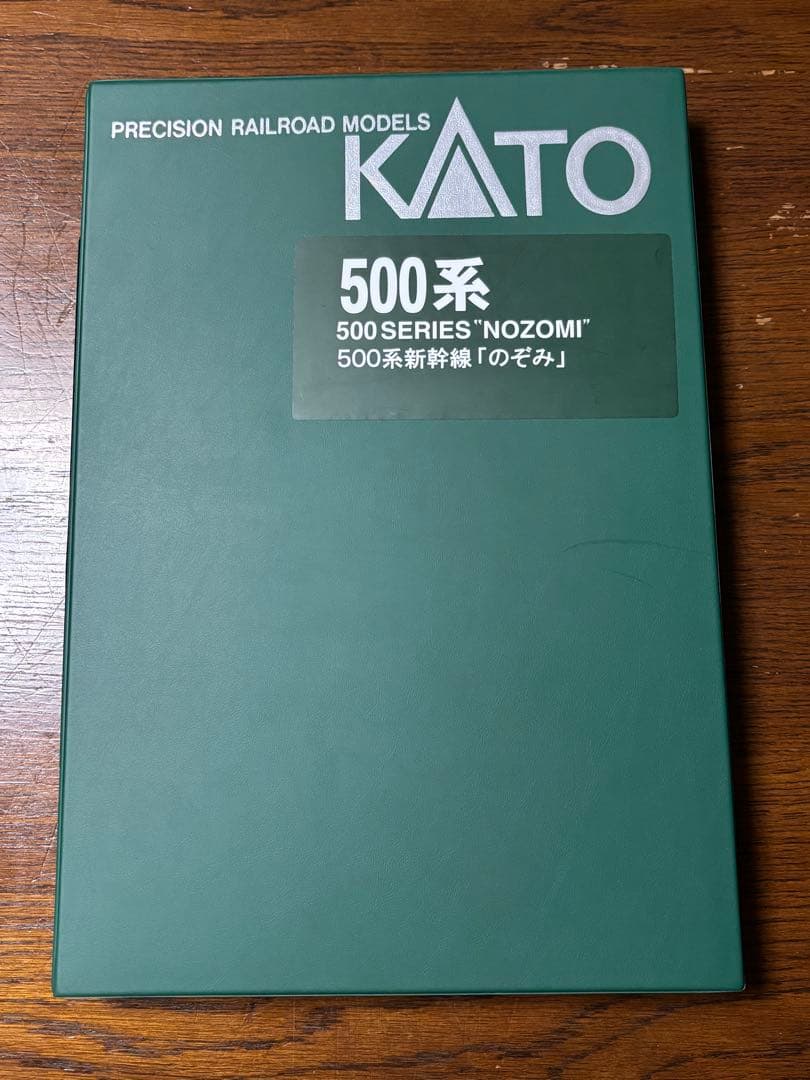 PRECISION RAILROAD MODELS
KATO
500系
500 SERIES "NOZOMI"
500系新幹線「のぞみ」